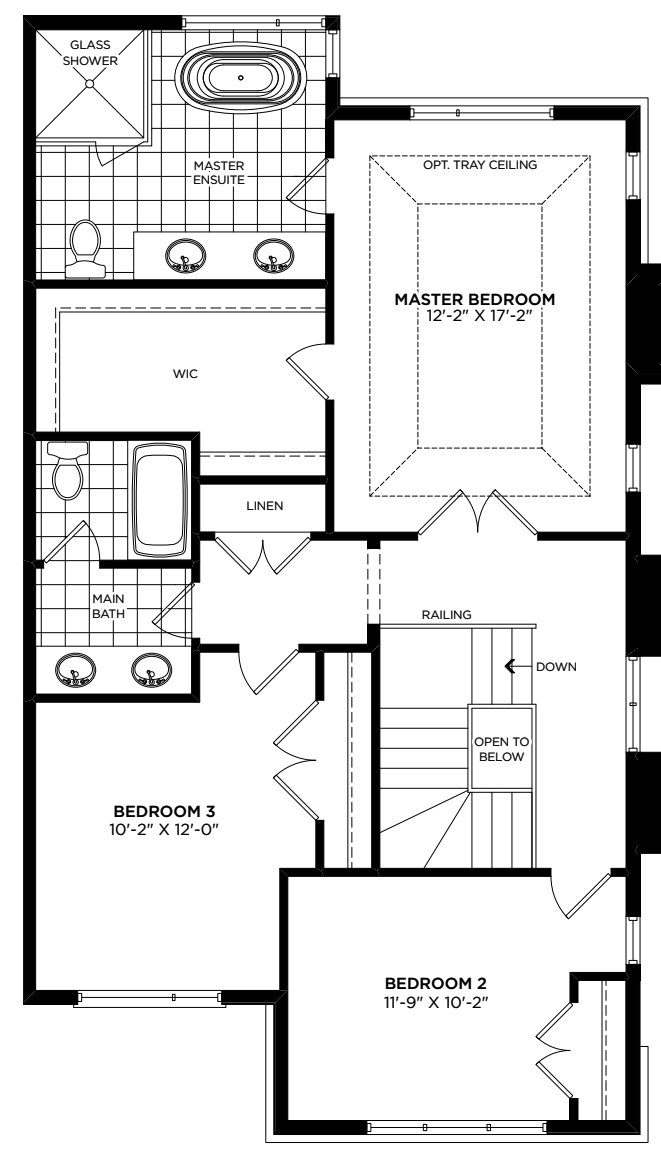 GLASS
SHOWER
MASTER
ENSUITE
OPT. TRAY CEILING
MASTER BEDROOM
12'-2" X 17'-2"
WIC
LINEN
MAIN
BATH
RAILING
DOWN
OPEN TO
BELOW
BEDROOM 3
10'-2" X 12'-0"
BEDROOM 2
11'-9" X 10'-2"